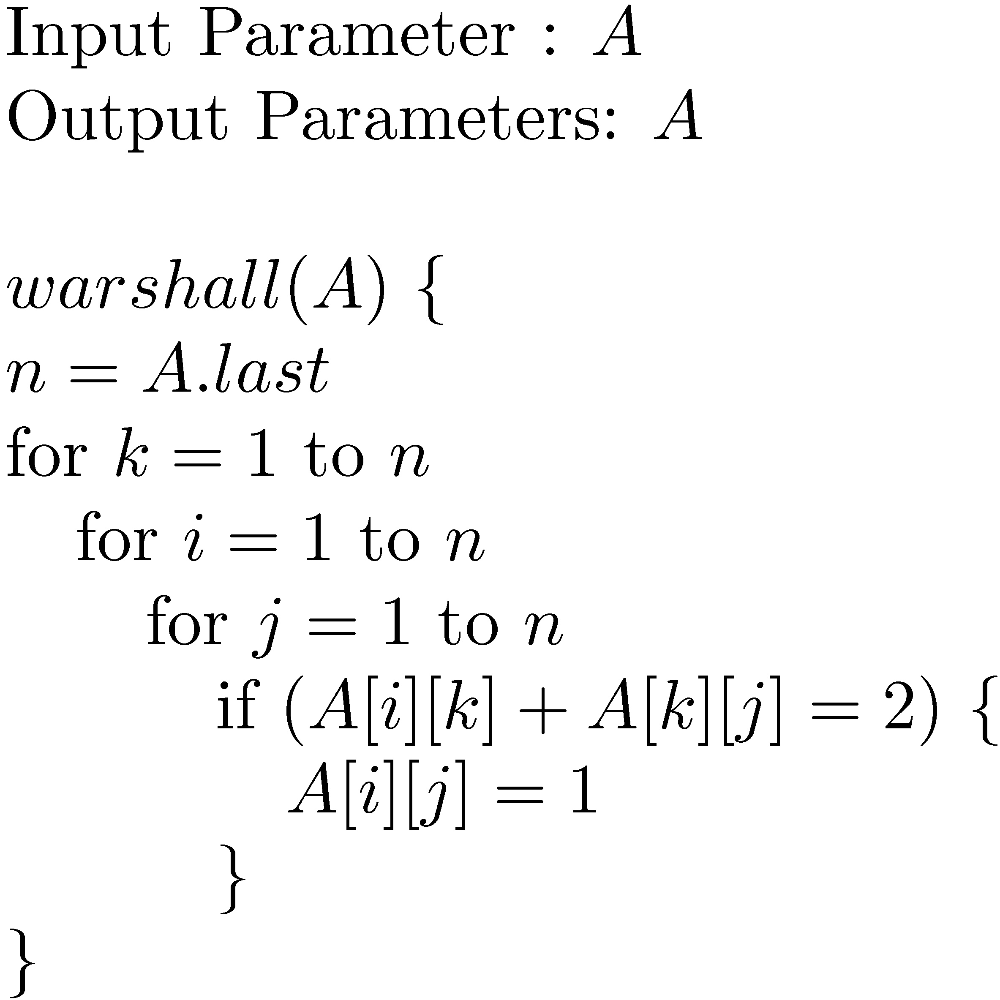 Input Parameter : A
Output Parameters: A
warshall(A) {
n = A.last
for k = 1 to n
for i = 1 to n
for j = 1 to n
if (A[i][k] + A[k][j] = 2) {
A[i][j] = 1
}
}